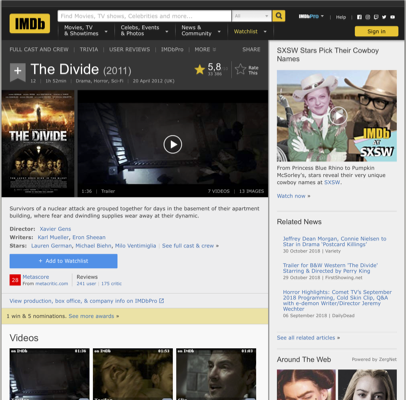 IMDb
Find Movies, TV shows, Celebrities and more...
All
Movies, TV
& Showtimes
Celebs, Events
& Photos
News &
Community
Watchlist
IMDbPro
Help
Sign in
FULL CAST AND CREW | TRIVIA | USER REVIEWS | IMDbPro | MORE
SHARE
The Divide (2011)
12 | 1h 52min | Drama, Horror, Sci-Fi | 20 April 2012 (UK)
5,8
Rate
This
THE DIVIDE
1:36 | Trailer
7 VIDEOS | 13 IMAGES
Survivors of a nuclear attack are grouped together for days in the basement of their apartment
building, where fear and dwindling supplies wear away at their dynamic.
Director: Xavier Gens
Writers: Karl Mueller, Eron Sheean
Stars: Lauren German, Michael Biehn, Milo Ventimiglia | See full cast & crew »
+ Add to Watchlist
28
Metascore
From metacritic.com
Reviews
241 user | 175 critic
View production, box office, & company info on IMDbPro
1 win & 5 nominations. See more awards »
Videos
SXSW Stars Pick Their Cowboy
Names
IMDb
AT
SXSW
From Princess Blue Rhino to Pumpkin
McSorley's, stars reveal their very
unique cowboy names at SXSW.
Watch now »
Related News
Jeffrey Dean Morgan, Connie Nielsen to
Star in Drama 'Postcard Killings'
30 October 2018 | Variety
Trailer for B&W Western 'The Divide'
Starring & Directed by Perry King
29 October 2018 | FirstShowing.net
Horror Highlights: Comet TV's September
2018 Programming, Cold Skin Clip, Q&A
with e-demon Writer/Director Jeremy
Wechter
06 September 2018 | DailyDead
See all related articles »
Around The Web
Powered by ZergNet